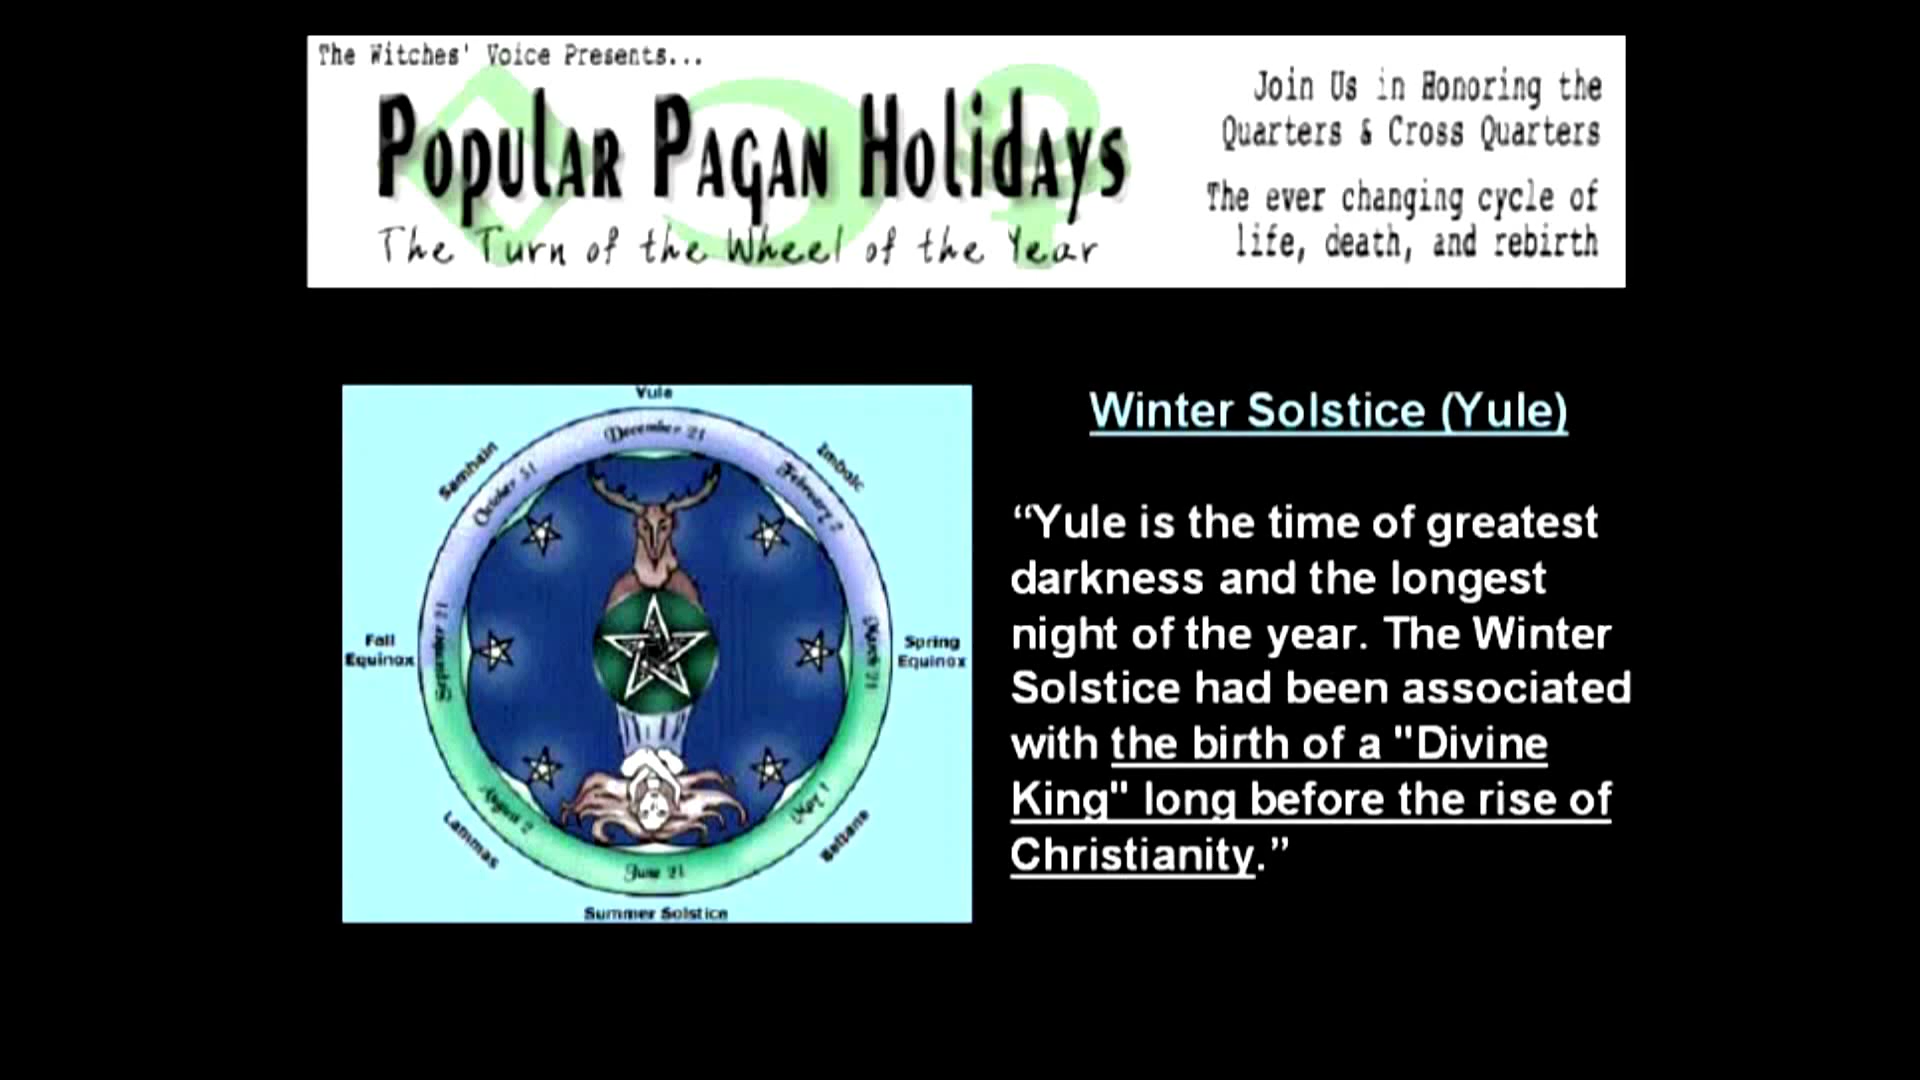 The Witches' Voice Presents...
Popular Pagan Holidays
The Turn of the Wheel of the Year
Join Us in Honoring the
Quarters & Cross Quarters
The ever changing cycle of
life, death, and rebirth
Yule
December 21
Imbolc
February 2
Spring
Equinox
March 21
Beltane
May 1
Summer Solstice
June 21
Lammas
August 2
Fall
Equinox
September 21
Samhain
October 31
Winter Solstice (Yule)
“Yule is the time of greatest
darkness and the longest
night of the year. The Winter
Solstice had been associated
with the birth of a "Divine
King" long before the rise of
Christianity.”